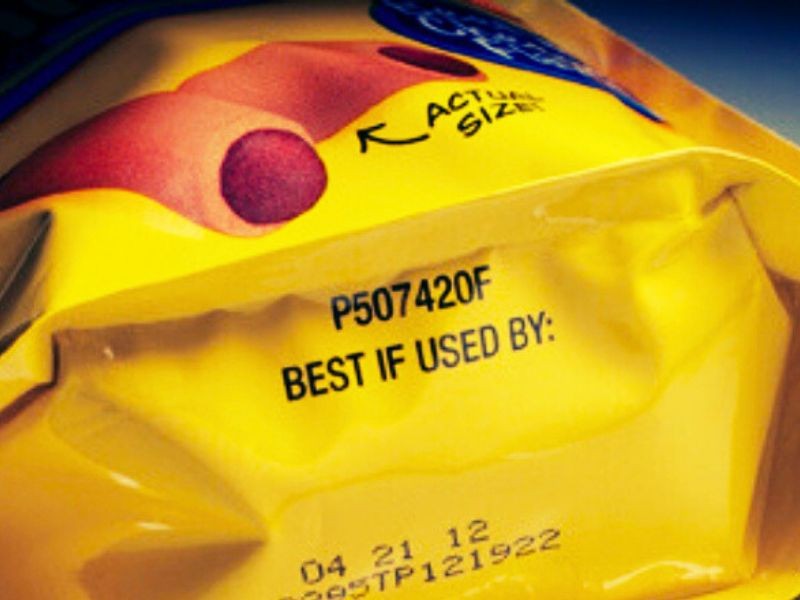 ACTUAL
SIZE!
P507420F
BEST IF USED BY:
04 21 12